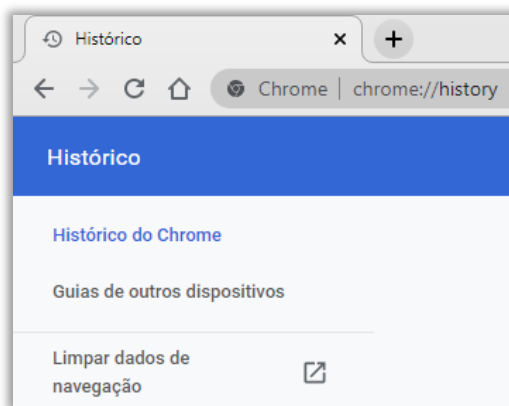 Histórico
Chrome | chrome://history
Histórico
Histórico do Chrome
Guias de outros dispositivos
Limpar dados de
navegação